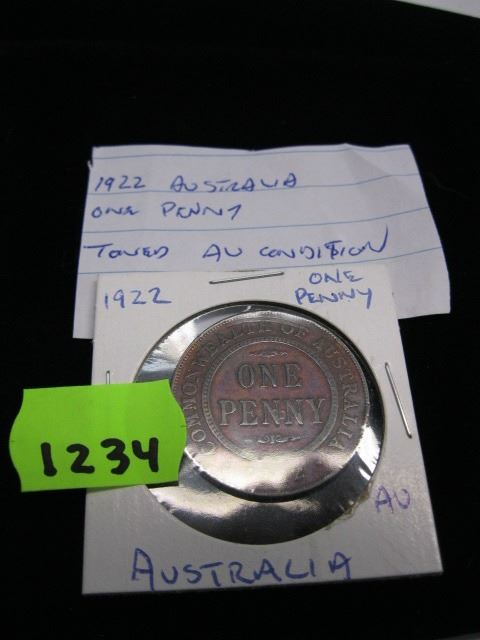 1922 AUSTRALIA
ONE PENNY
TONED AU CONDITION
1922
ONE
PENNY
COMMONWEALTH OF AUSTRALIA
ONE
PENNY
1234
AU
AUSTRALIA